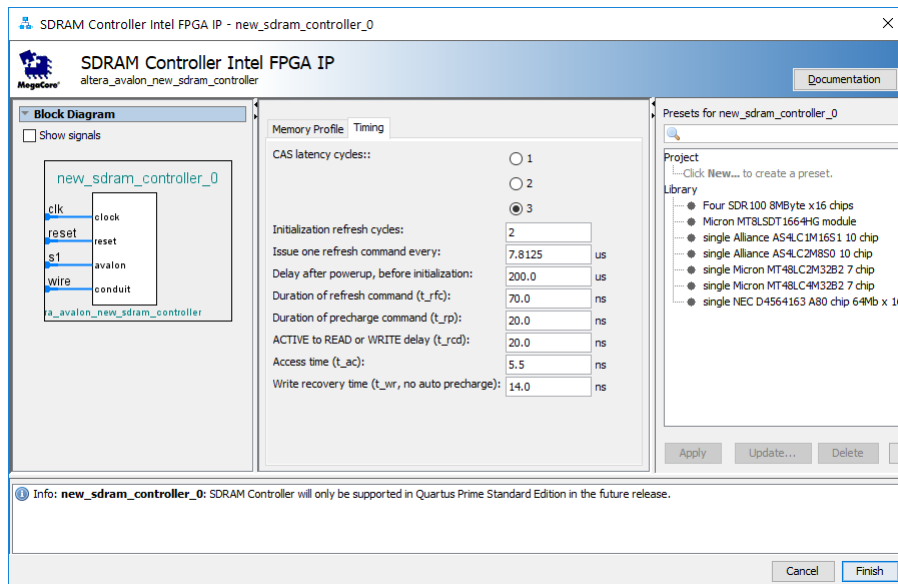 SDRAM Controller Intel FPGA IP - new_sdram_controller_0
SDRAM Controller Intel FPGA IP
altera_avalon_new_sdram_controller
MegaCore'
Documentation
Block Diagram
Show signals
new_sdram_controller_0
clk
clock
reset
reset
s1
avalon
wire
conduit
ra_avalon_new_sdram_controller
Memory Profile Timing
CAS latency cycles::
1
2
3
Initialization refresh cycles: 2
Issue one refresh command every: 7.8125 us
Delay after powerup, before initialization: 200.0 us
Duration of refresh command (t_rfc): 70.0 ns
Duration of precharge command (t_rp): 20.0 ns
ACTIVE to READ or WRITE delay (t_rcd): 20.0 ns
Access time (t_ac): 5.5 ns
Write recovery time (t_wr, no auto precharge): 14.0 ns
Presets for new_sdram_controller_0
Project
Click New... to create a preset.
Library
Four SDR100 8MByte x16 chips
Micron MT8LSDT1664HG module
single Alliance AS4LC1M16S1 10 chip
single Alliance AS4LC2M8S0 10 chip
single Micron MT48LC2M32B2 7 chip
single Micron MT48LC4M32B2 7 chip
single NEC D4564163 A80 chip 64Mb x 16
Apply Update... Delete
Info: new_sdram_controller_0: SDRAM Controller will only be supported in Quartus Prime Standard Edition in the future release.
Cancel Finish